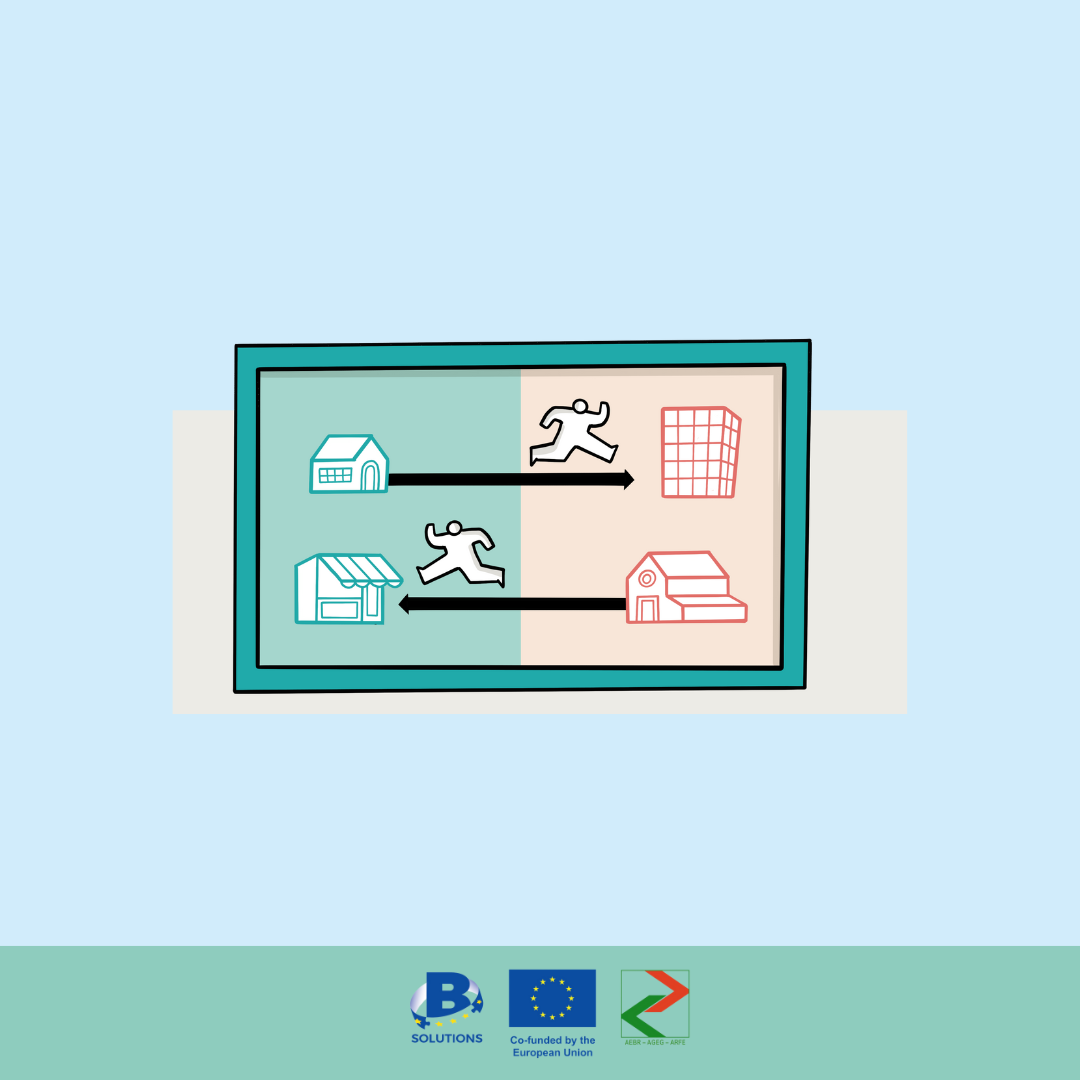 B
SOLUTIONS
Co-funded by the
European Union
AEBR - AGEG - ARFE